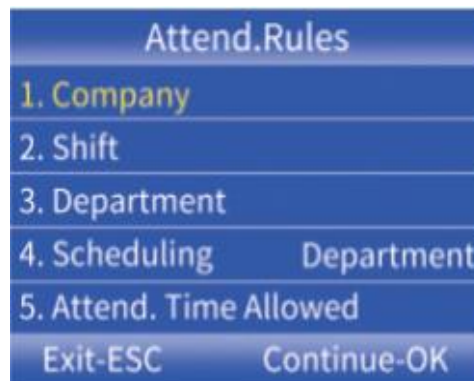 Attend.Rules
1. Company
2. Shift
3. Department
4. Scheduling Department
5. Attend. Time Allowed
Exit-ESC Continue-OK